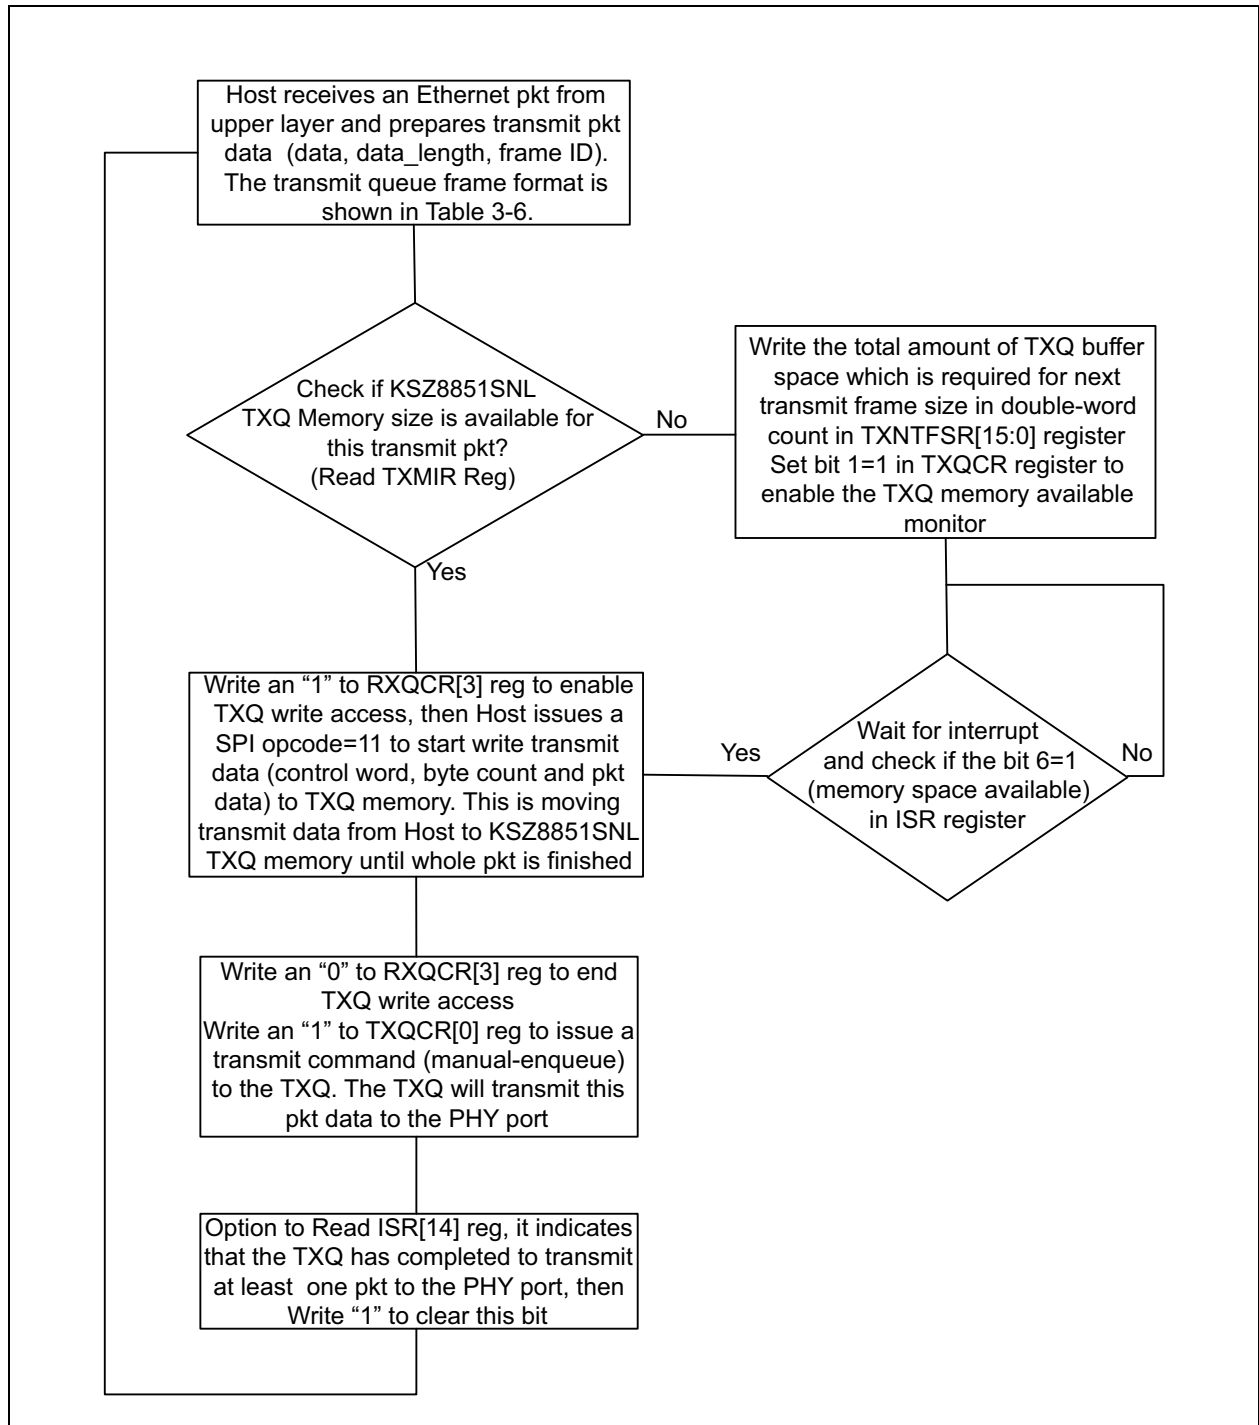 Host receives an Ethernet pkt from
upper layer and prepares transmit pkt
data  (data, data_length, frame ID).
The transmit queue frame format is
shown in Table 3-6.
Check if KSZ8851SNL
TXQ Memory size is available for
this transmit pkt?
(Read TXMIR Reg)
No
Write the total amount of TXQ buffer
space which is required for next
transmit frame size in double-word
count in TXNTFSR[15:0] register
Set bit 1=1 in TXQCR register to
enable the TXQ memory available
monitor
Yes
Write an “1” to RXQCR[3] reg to enable
TXQ write access, then Host issues a
SPI opcode=11 to start write transmit
data (control word, byte count and pkt
data) to TXQ memory. This is moving
transmit data from Host to KSZ8851SNL
TXQ memory until whole pkt is finished
Yes
Wait for interrupt
and check if the bit 6=1
(memory space available)
in ISR register
No
Write an “0” to RXQCR[3] reg to end
TXQ write access
Write an “1” to TXQCR[0] reg to issue a
transmit command (manual-enqueue)
to the TXQ. The TXQ will transmit this
pkt data to the PHY port
Option to Read ISR[14] reg, it indicates
that the TXQ has completed to transmit
at least  one pkt to the PHY port, then
Write “1” to clear this bit